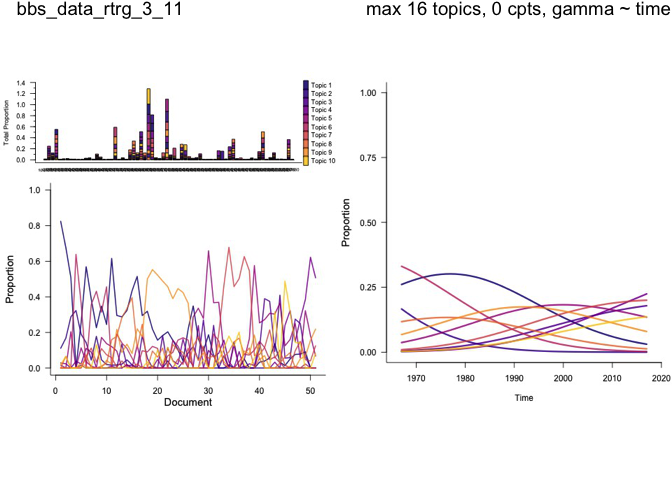 bbs_data_rtrg_3_11
max 16 topics, 0 cpts, gamma ~ time
Total Proportion
1.4
1.2
1.0
0.8
0.6
0.4
0.2
0.0
Topic 1
Topic 2
Topic 3
Topic 4
Topic 5
Topic 6
Topic 7
Topic 8
Topic 9
Topic 10
Proportion
1.0
0.8
0.6
0.4
0.2
0.0
0 10 20 30 40 50
Document
Proportion
1.00
0.75
0.50
0.25
0.00
1970 1980 1990 2000 2010 2020
Time